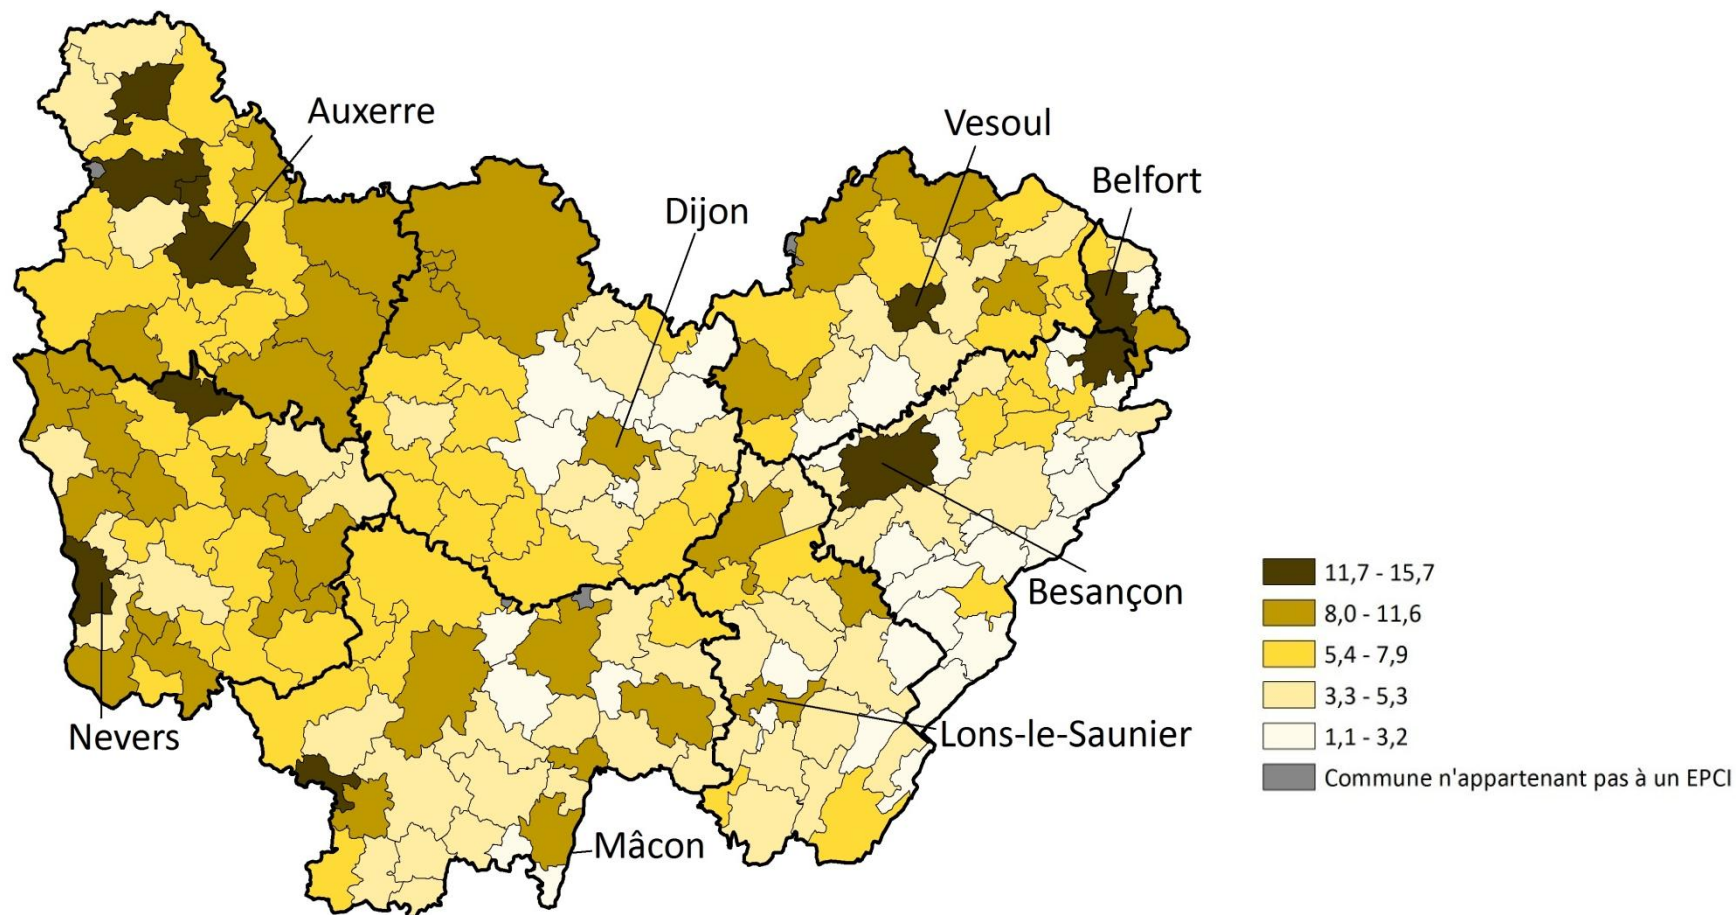 Auxerre
Vesoul
Belfort
Dijon
Besançon
Nevers
Lons-le-Saunier
Mâcon
11,7 - 15,7
8,0 - 11,6
5,4 - 7,9
3,3 - 5,3
1,1 - 3,2
Commune n'appartenant pas à un EPCI